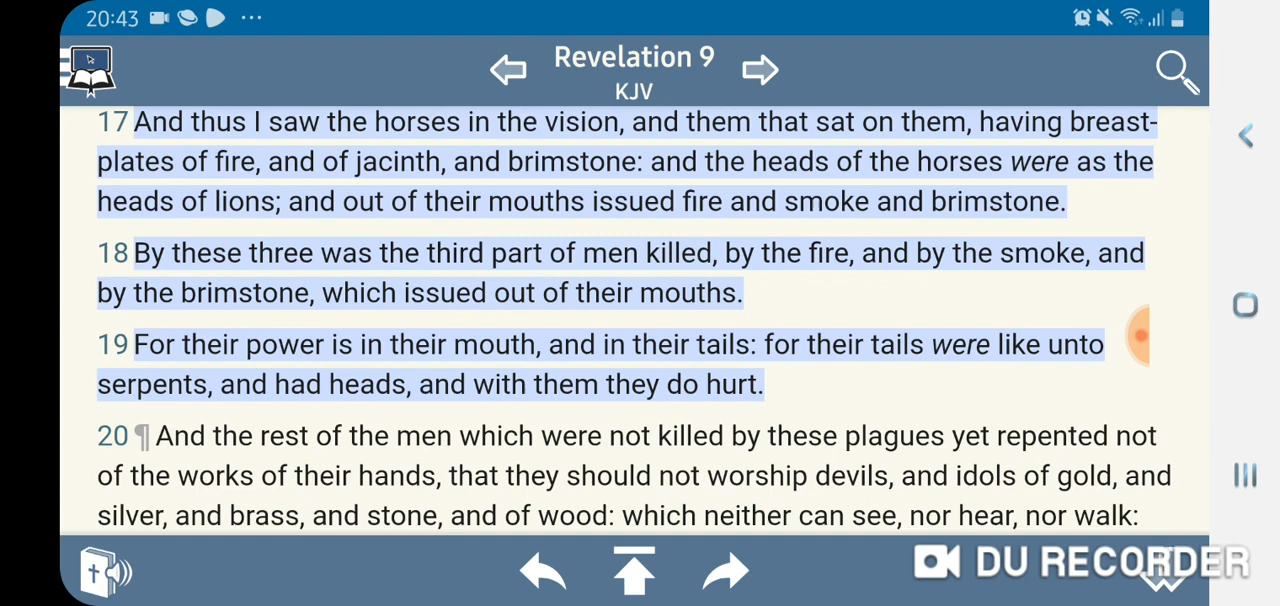 20:43
Revelation 9
KJV
17 And thus I saw the horses in the vision, and them that sat on them, having breast-
plates of fire, and of jacinth, and brimstone: and the heads of the horses were as the
heads of lions; and out of their mouths issued fire and smoke and brimstone.
18 By these three was the third part of men killed, by the fire, and by the smoke, and
by the brimstone, which issued out of their mouths.
19 For their power is in their mouth, and in their tails: for their tails were like unto
serpents, and had heads, and with them they do hurt.
20 ¶ And the rest of the men which were not killed by these plagues yet repented not
of the works of their hands, that they should not worship devils, and idols of gold, and
silver, and brass, and stone, and of wood: which neither can see, nor hear, nor walk:
DU RECORDER